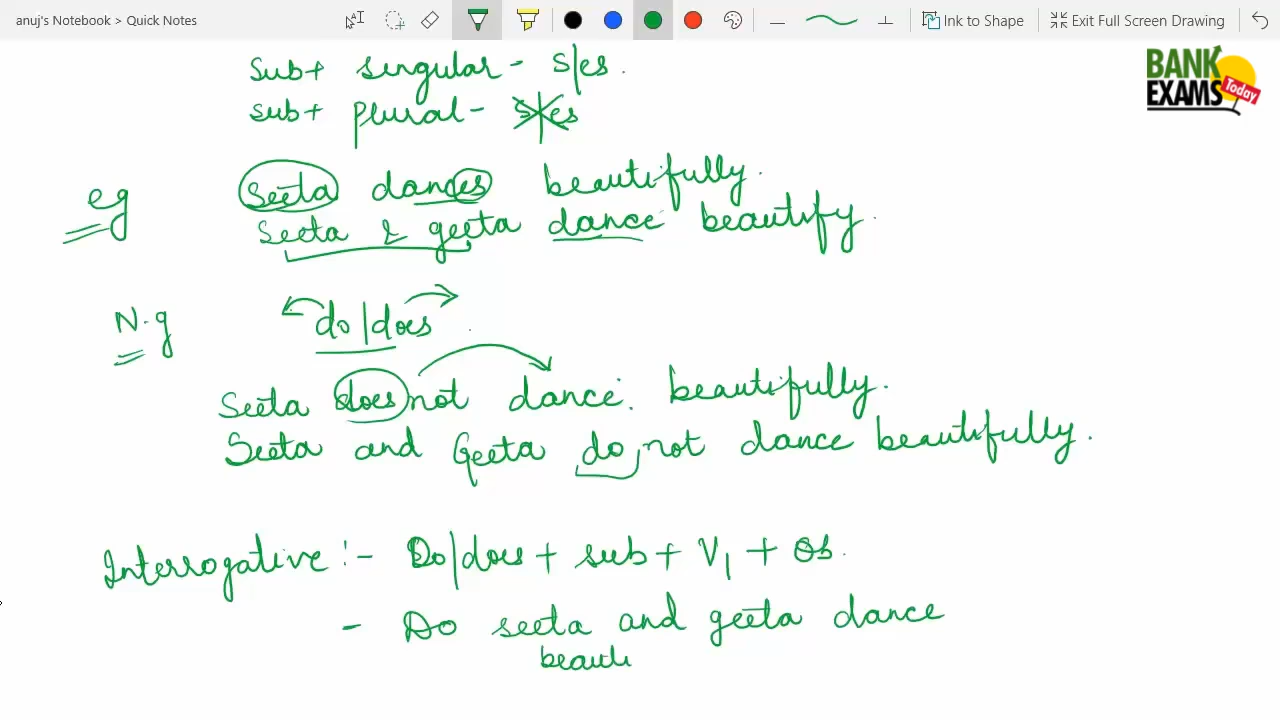 anuj's Notebook > Quick Notes
Ink to Shape
Exit Full Screen Drawing
BANK
EXAMS Today
Sub+ singular - s/es.
sub+ plural - s/es
eg
Seeta dances beautifully.
Seeta & geeta dance beautify.
N.g
do/does
Seeta does not dance. beautifully.
Seeta and Geeta do not dance beautifully.
Interrogative :- Do/does + sub + V1 + Ob.
- Do seeta and geeta dance
beauti